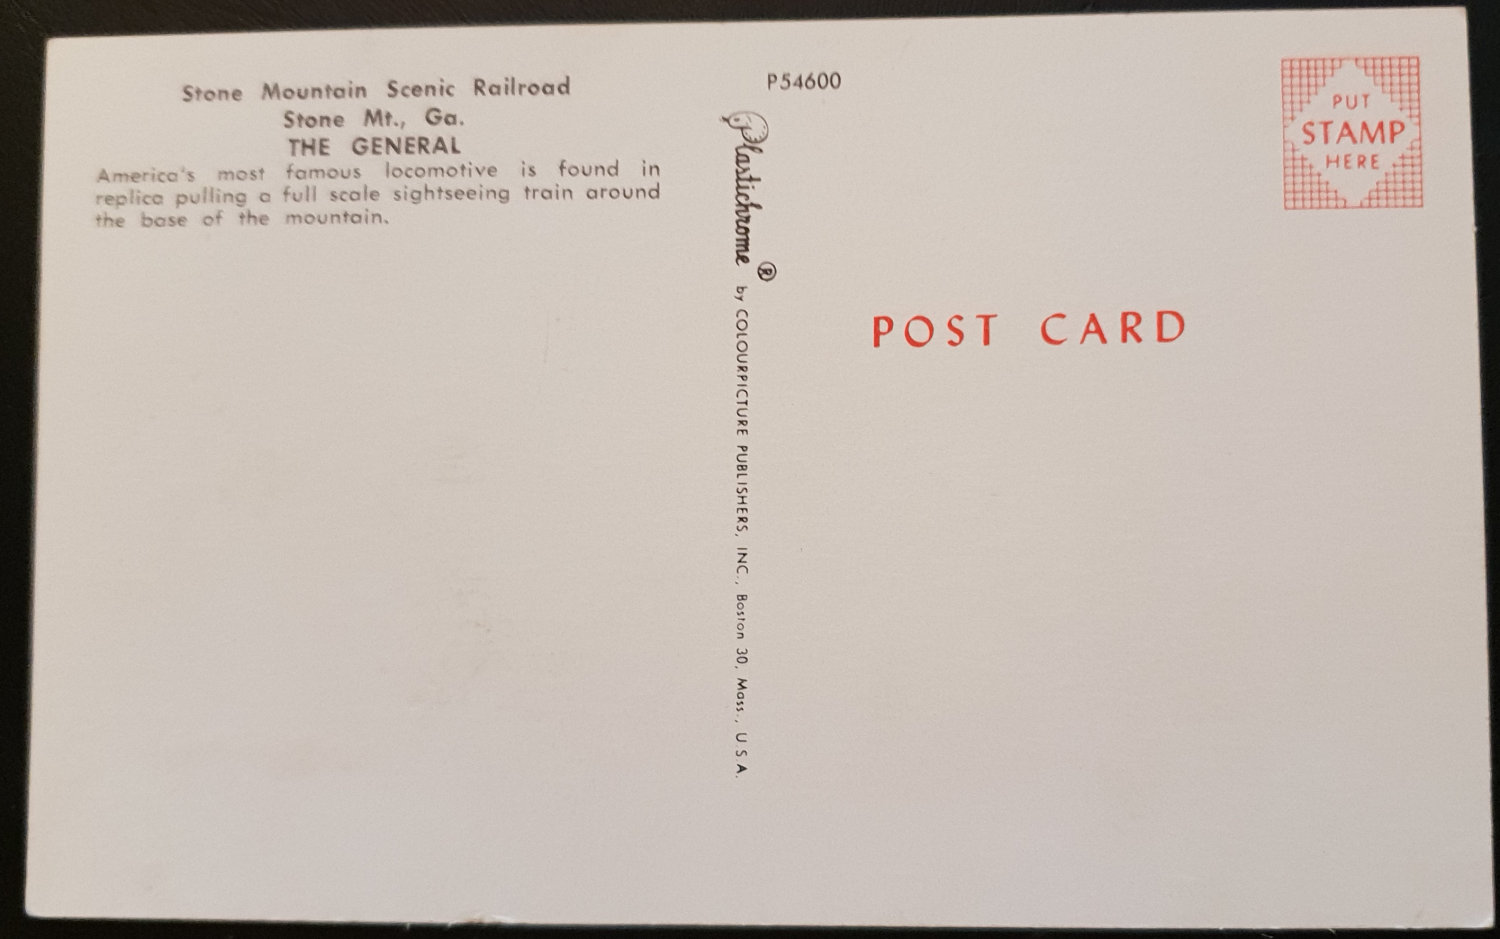 Stone Mountain Scenic Railroad
Stone Mt., Ga.
THE GENERAL
America's most famous locomotive is found in
replica pulling a full scale sightseeing train around
the base of the mountain.
P54600
Plastichrome ® by COLOURPICTURE PUBLISHERS, INC., Boston 30, Mass., U.S.A.
PUT
STAMP
HERE
POST CARD